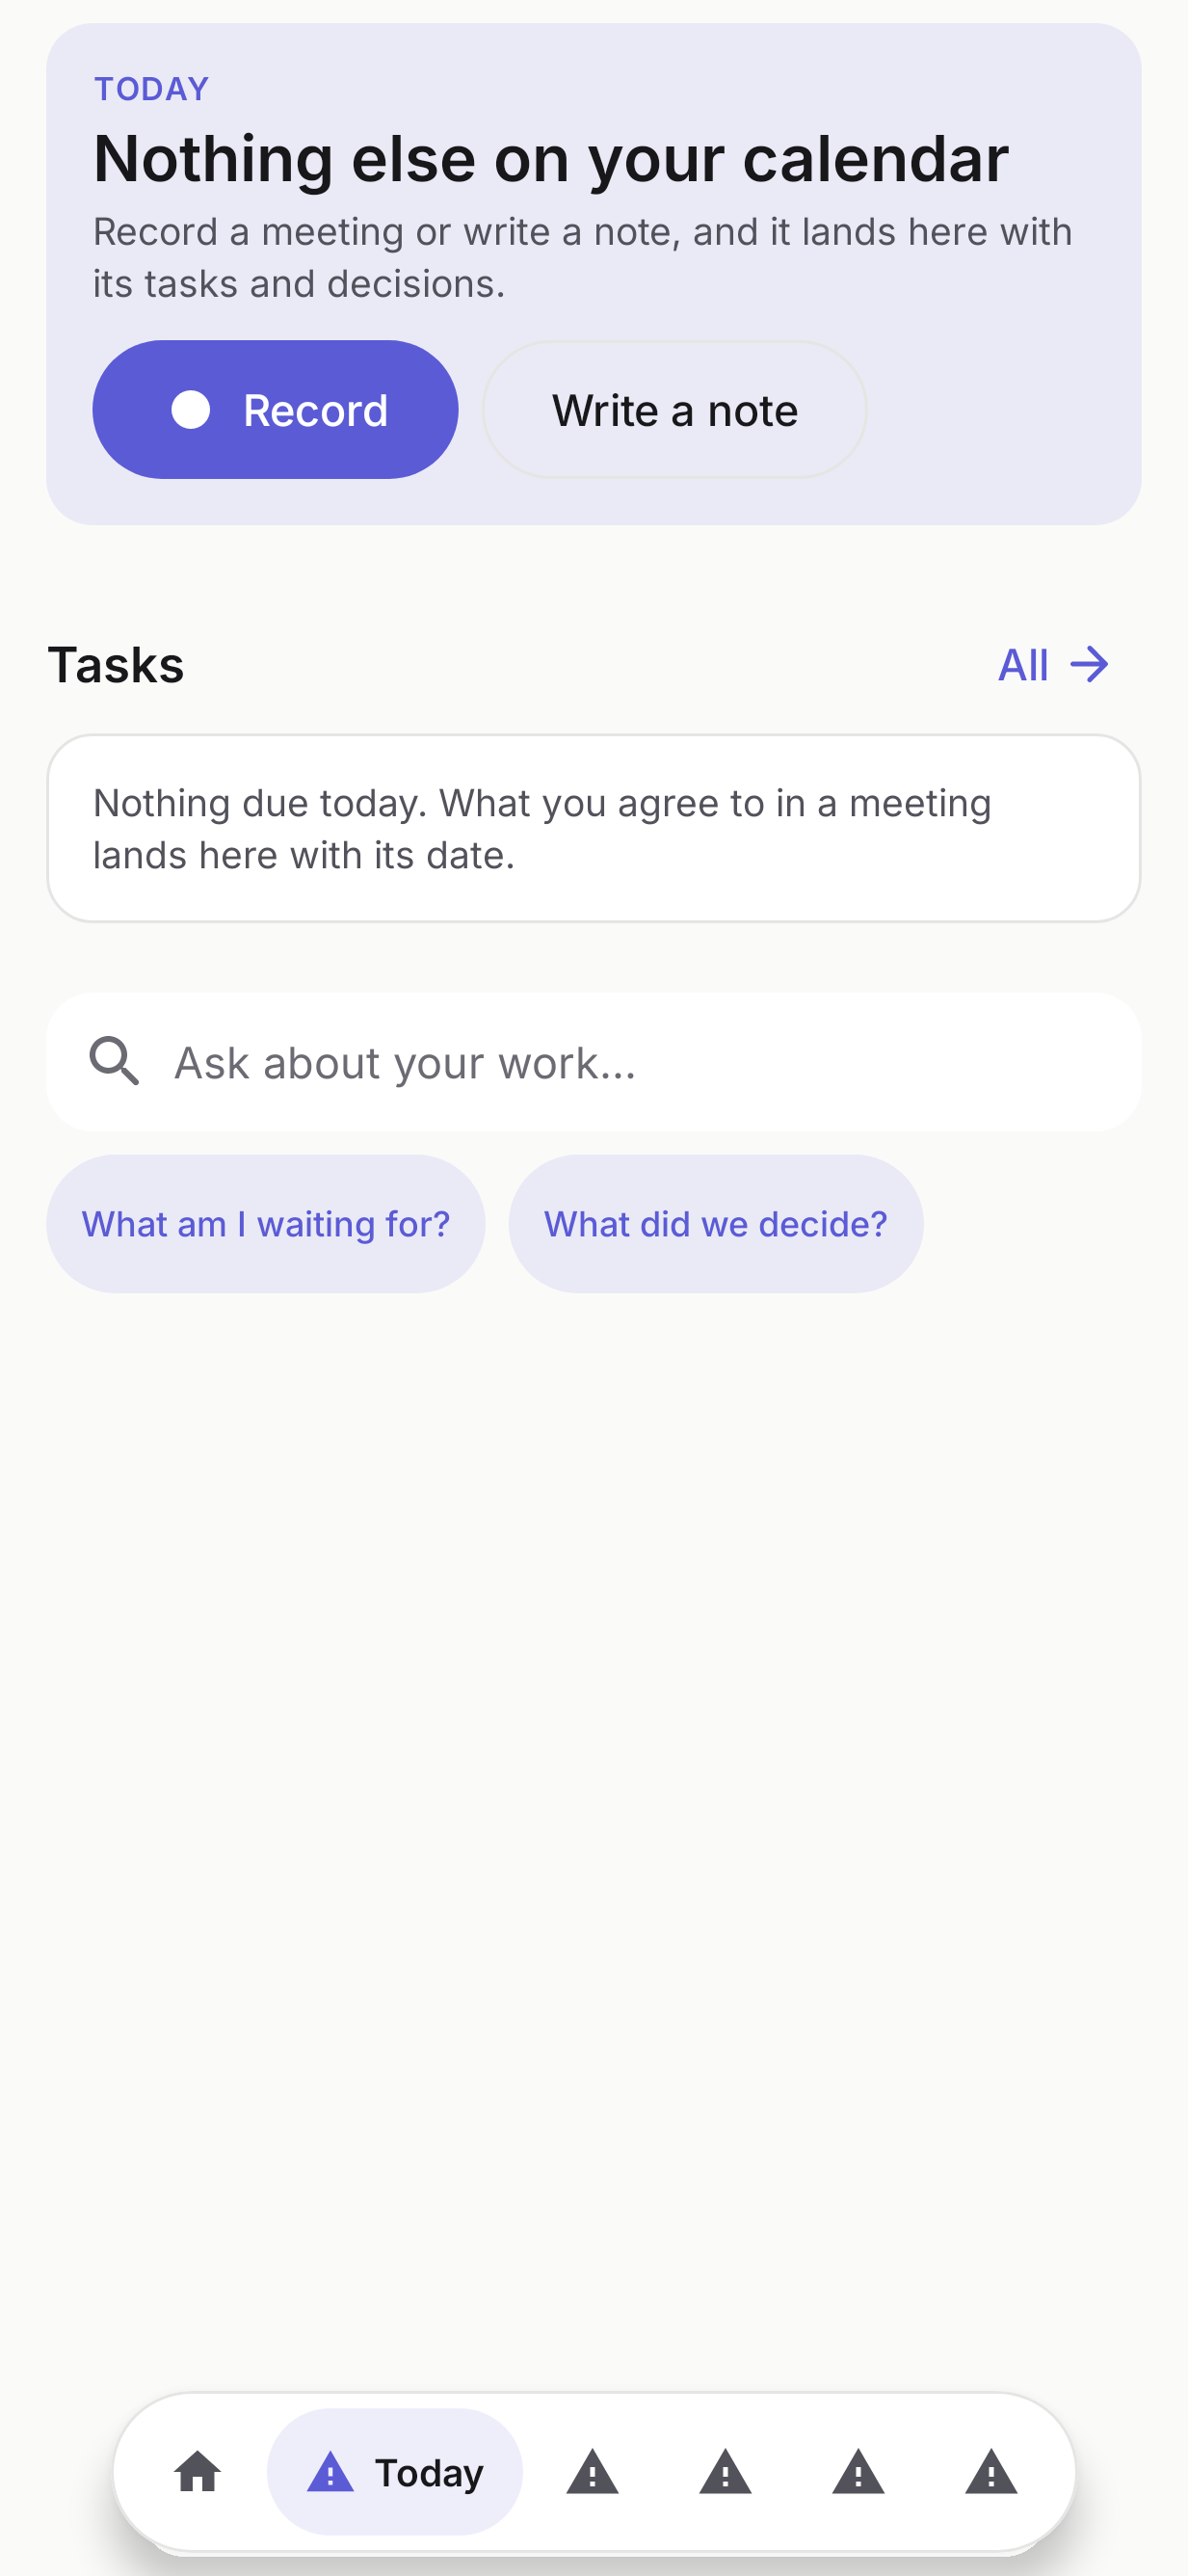 TODAY
Nothing else on your calendar
Record a meeting or write a note, and it lands here with
its tasks and decisions.
Record
Write a note
Tasks
All
Nothing due today. What you agree to in a meeting
lands here with its date.
Ask about your work...
What am I waiting for?
What did we decide?
Today